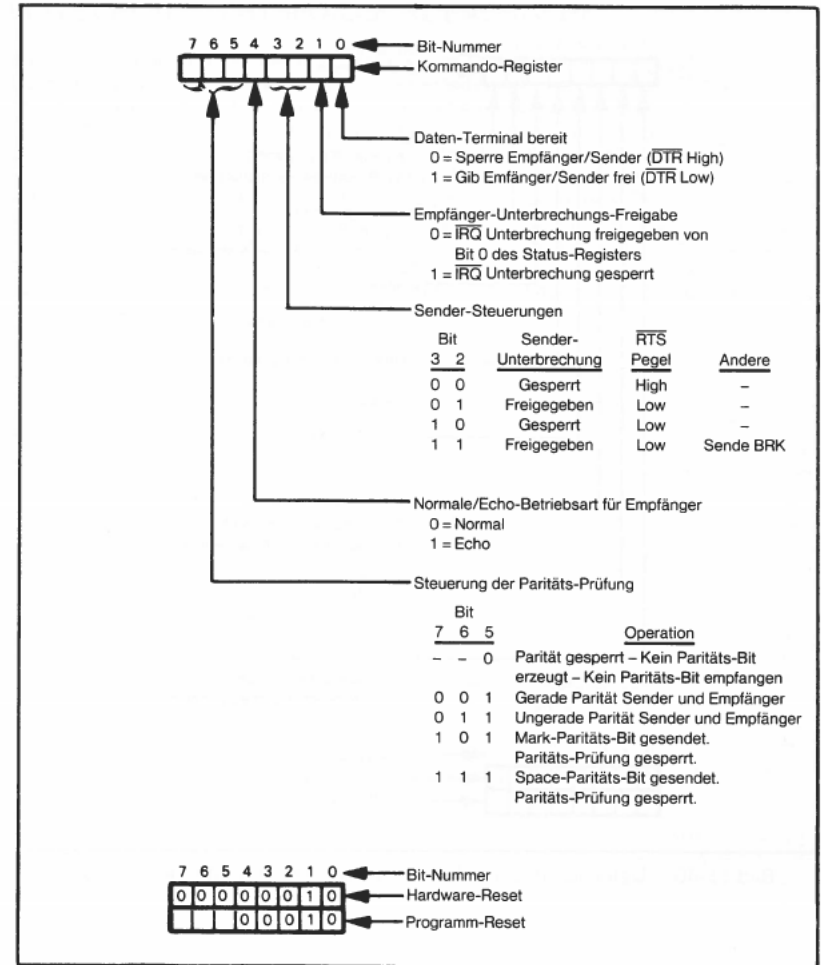 7 6 5 4 3 2 1 0 Bit-Nummer
Kommando-Register
Daten-Terminal bereit
0 = Sperre Empfänger/Sender (D̅T̅R̅ High)
1 = Gib Emfänger/Sender frei (D̅T̅R̅ Low)
Empfänger-Unterbrechungs-Freigabe
0 = I̅R̅Q̅ Unterbrechung freigegeben von
Bit 0 des Status-Registers
1 = I̅R̅Q̅ Unterbrechung gesperrt
Sender-Steuerungen
Bit Sender- R̅T̅S̅
3 2 Unterbrechung Pegel Andere
0 0 Gesperrt High –
0 1 Freigegeben Low –
1 0 Gesperrt Low –
1 1 Freigegeben Low Sende BRK
Normale/Echo-Betriebsart für Empfänger
0 = Normal
1 = Echo
Steuerung der Paritäts-Prüfung
Bit
7 6 5 Operation
– – 0 Parität gesperrt – Kein Paritäts-Bit
erzeugt – Kein Paritäts-Bit empfangen
0 0 1 Gerade Parität Sender und Empfänger
0 1 1 Ungerade Parität Sender und Empfänger
1 0 1 Mark-Paritäts-Bit gesendet.
Paritäts-Prüfung gesperrt.
1 1 1 Space-Paritäts-Bit gesendet.
Paritäts-Prüfung gesperrt.
7 6 5 4 3 2 1 0 Bit-Nummer
0 0 0 0 0 0 1 0 Hardware-Reset
0 0 0 1 0 Programm-Reset